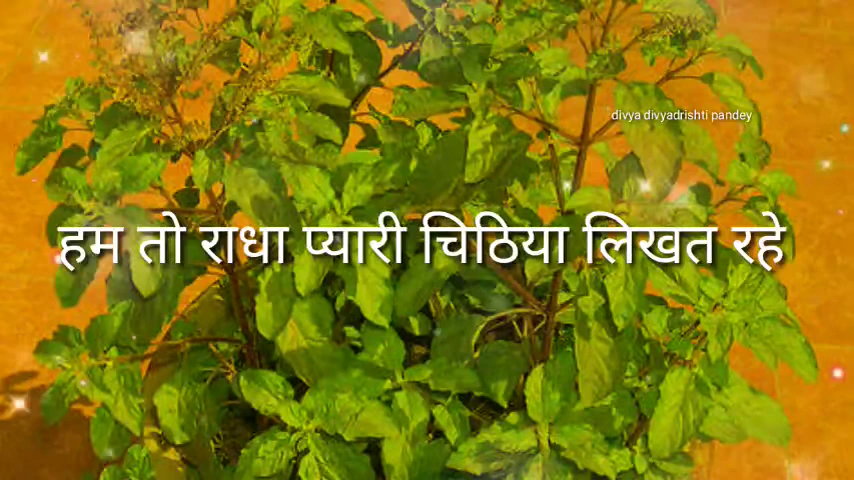 divya divyadrishti pandey
हम तो राधा प्यारी चिठिया लिखत रहे